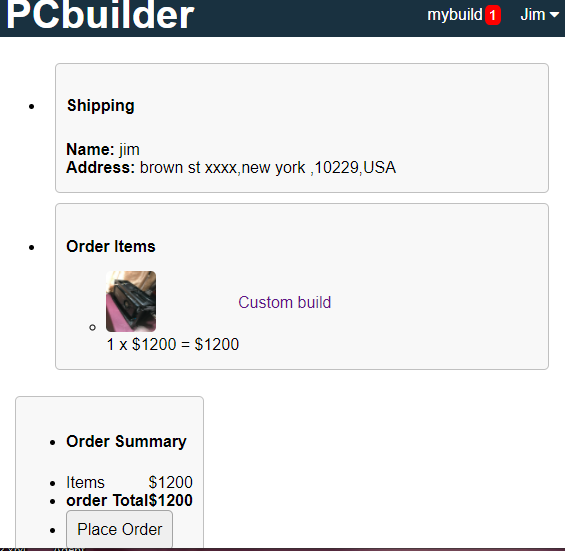 PCbuilder
mybuild 1 Jim
Shipping
Name: jim
Address: brown st xxxx,new york ,10229,USA
Order Items
Custom build
1 x $1200 = $1200
Order Summary
Items $1200
order Total$1200
Place Order